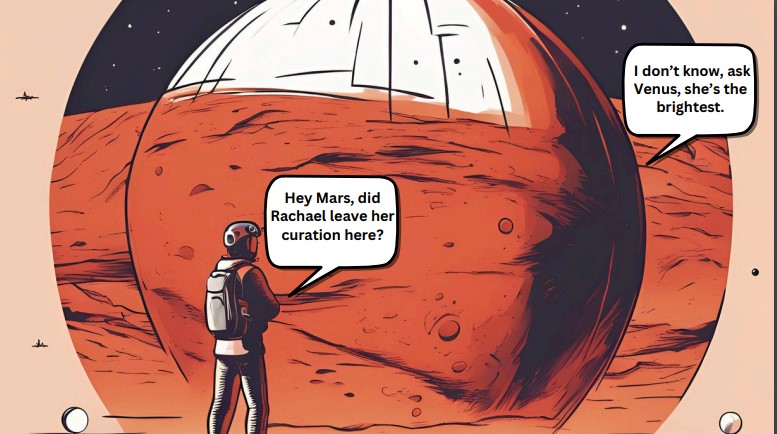 Hey Mars, did
Rachael leave her
curation here?
I don’t know, ask
Venus, she’s the
brightest.